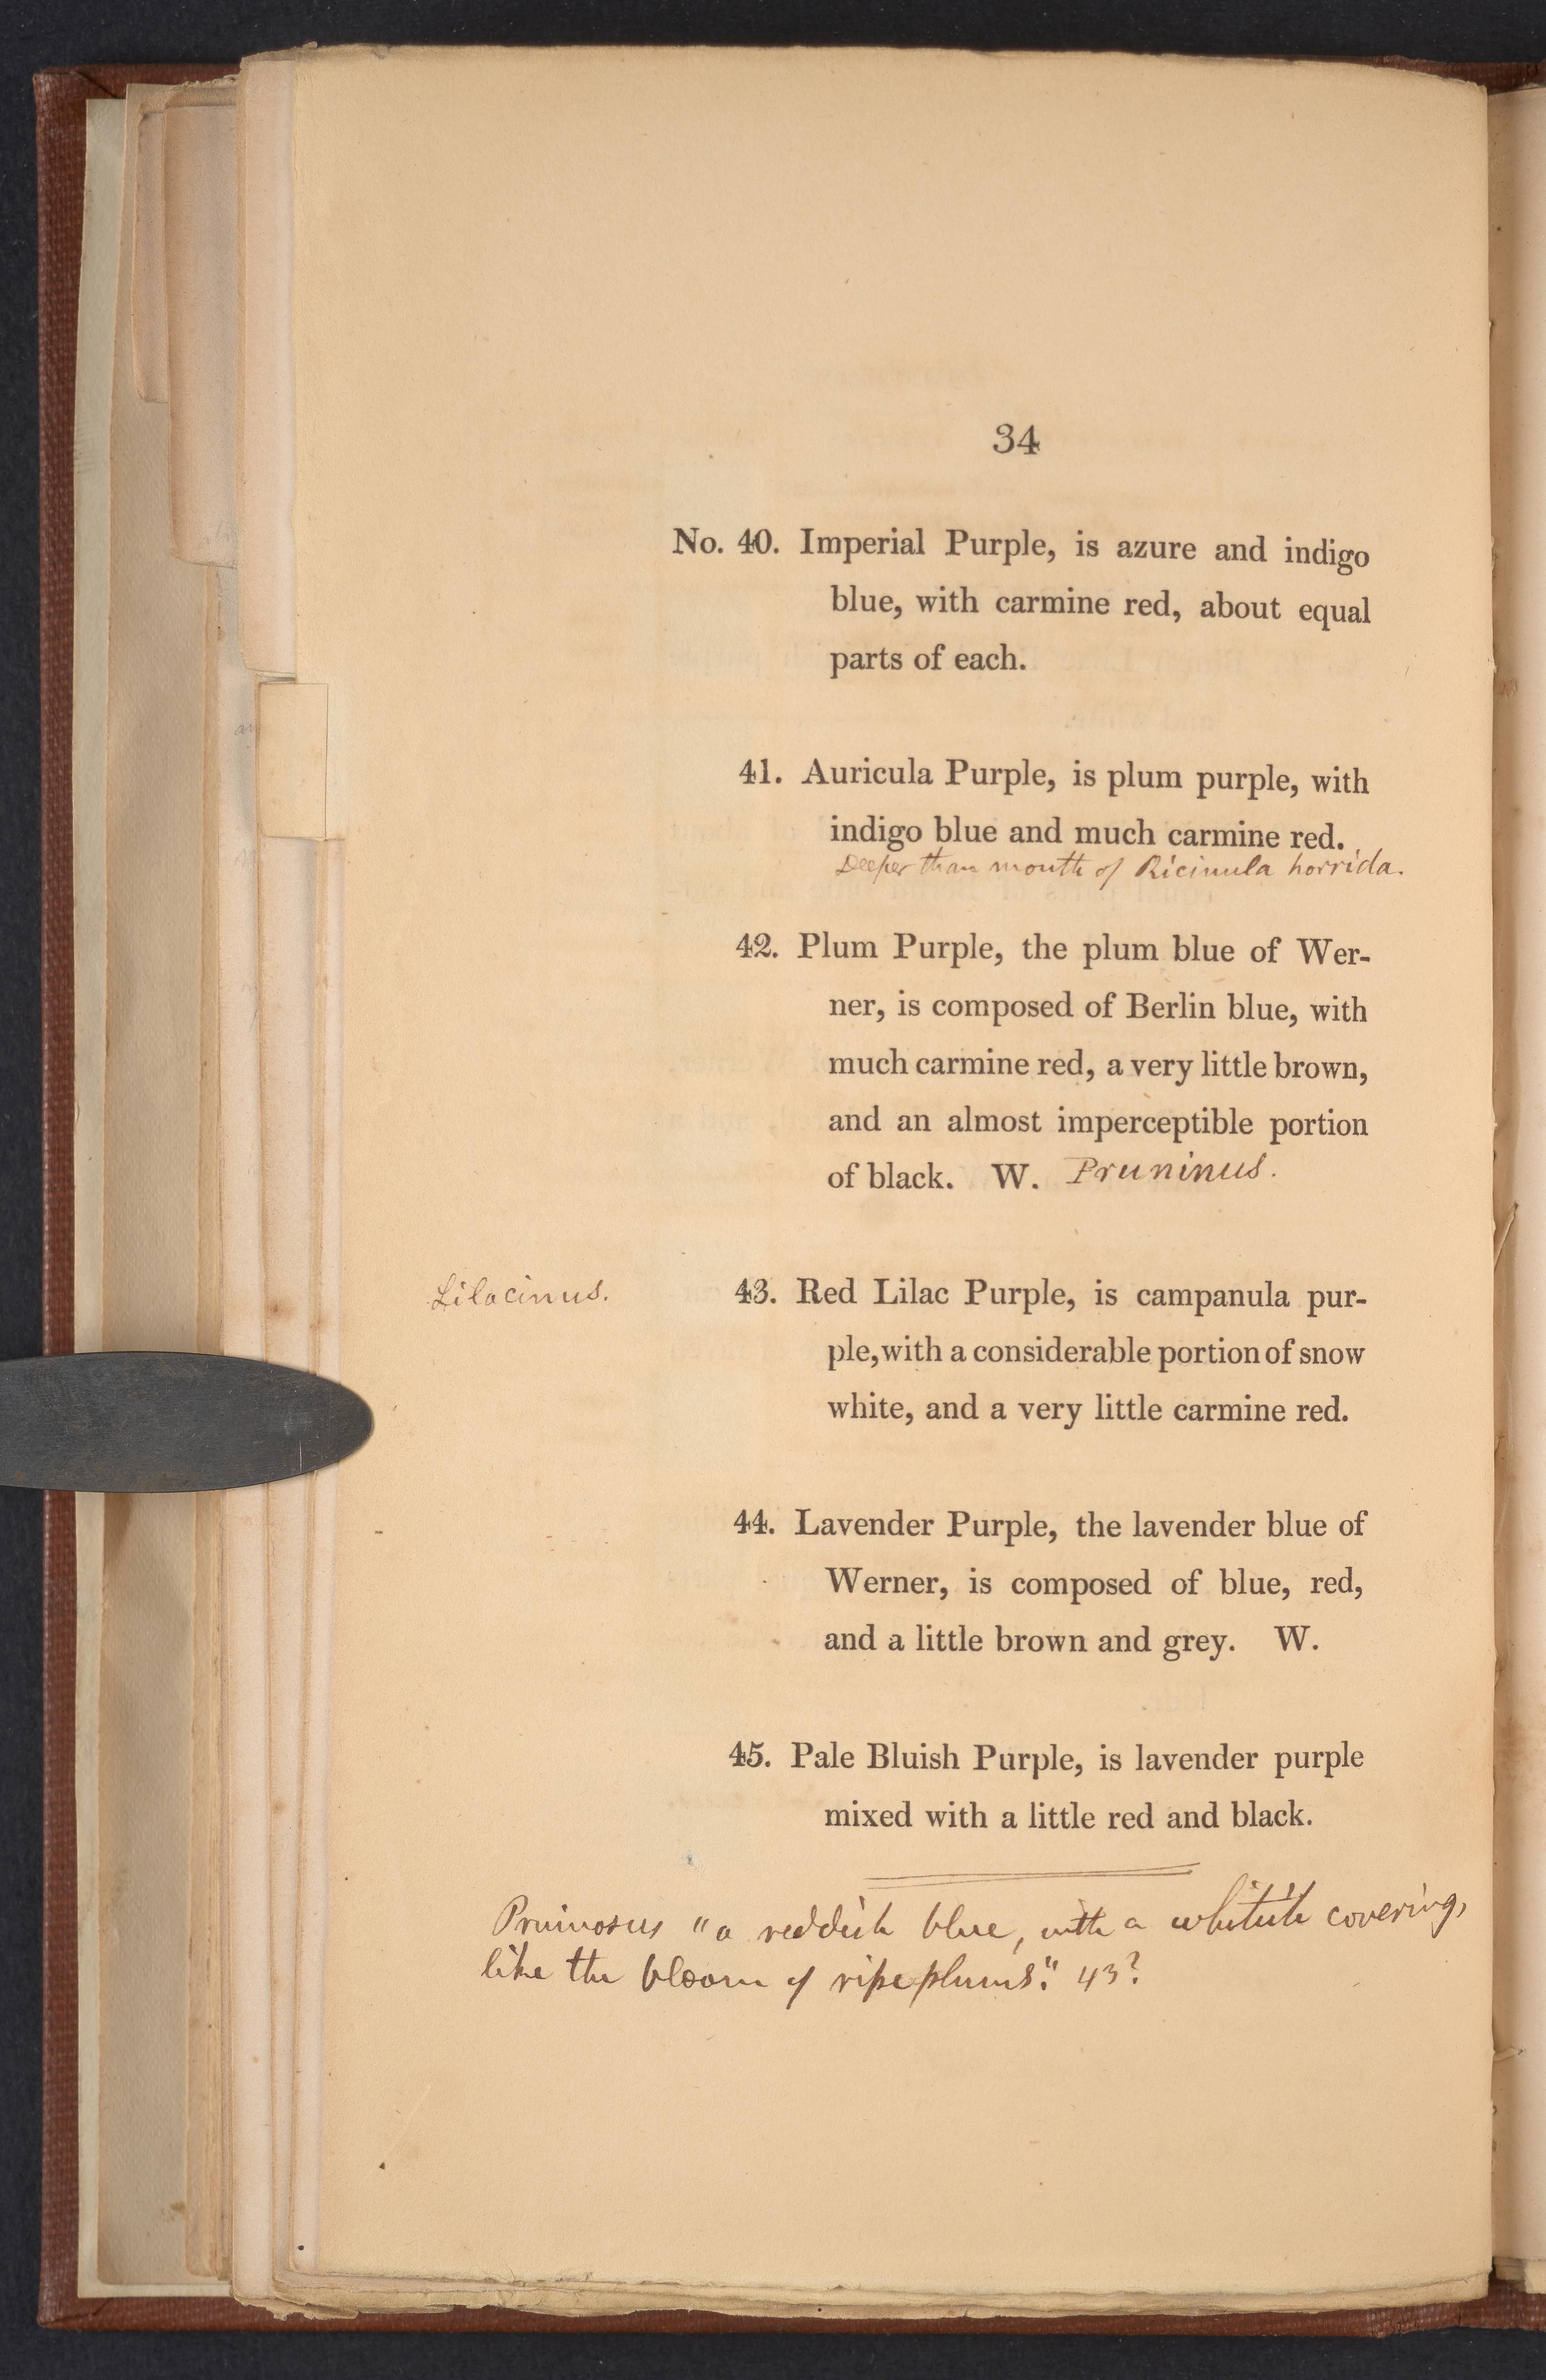 34
No. 40. Imperial Purple, is azure and indigo
blue, with carmine red, about equal
parts of each.
41. Auricula Purple, is plum purple, with
indigo blue and much carmine red.
Deeper than mouth of Ricinula horrida.
42. Plum Purple, the plum blue of Wer-
ner, is composed of Berlin blue, with
much carmine red, a very little brown,
and an almost imperceptible portion
of black. W. Pruninus.
Lilacinus.
43. Red Lilac Purple, is campanula pur-
ple, with a considerable portion of snow
white, and a very little carmine red.
44. Lavender Purple, the lavender blue of
Werner, is composed of blue, red,
and a little brown and grey. W.
45. Pale Bluish Purple, is lavender purple
mixed with a little red and black.
Pruinosus "a reddish blue, with a whitish covering,
like the bloom of ripe plums." 43?